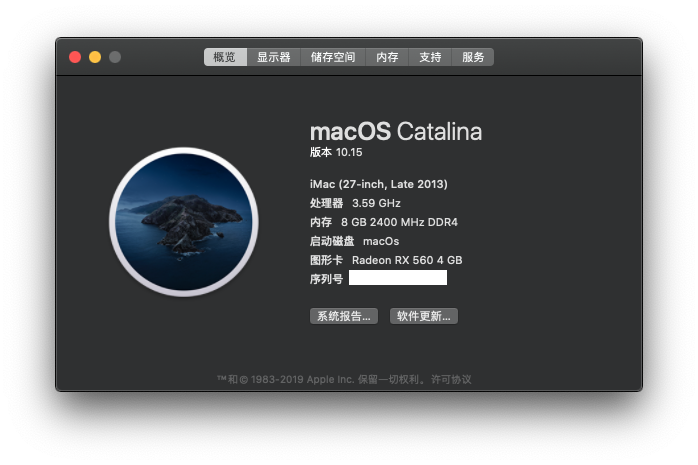 概览 显示器 储存空间 内存 支持 服务
macOS Catalina
版本 10.15
iMac (27-inch, Late 2013)
处理器 3.59 GHz
内存 8 GB 2400 MHz DDR4
启动磁盘 macOs
图形卡 Radeon RX 560 4 GB
序列号
系统报告... 软件更新...
™和© 1983-2019 Apple Inc. 保留一切权利。许可协议